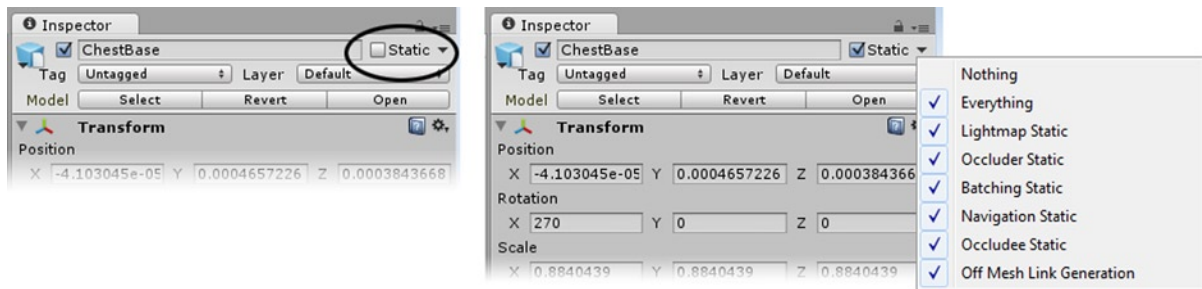 Inspector
ChestBase Static
Tag Untagged Layer Default
Model Select Revert Open
Transform
Position
X -4.103045e-05 Y 0.0004657226 Z 0.0003843668
Inspector
ChestBase Static
Tag Untagged Layer Default
Model Select Revert Open
Transform
Position
X -4.103045e-05 Y 0.0004657226 Z 0.000384366
Rotation
X 270 Y 0 Z 0
Scale
X 0.8840439 Y 0.8840439 Z 0.8840439
Nothing
Everything
Lightmap Static
Occluder Static
Batching Static
Navigation Static
Occludee Static
Off Mesh Link Generation